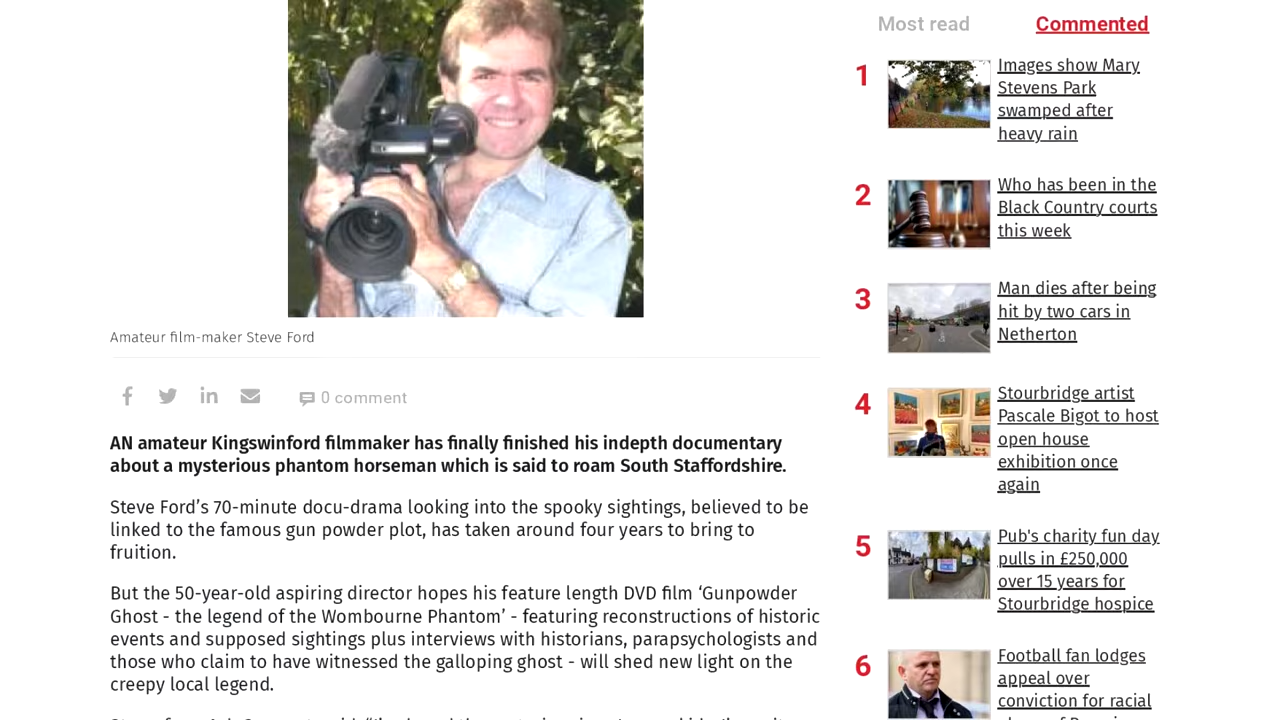 Most read
Commented
1
Images show Mary
Stevens Park
swamped after
heavy rain
2
Who has been in the
Black Country courts
this week
3
Man dies after being
hit by two cars in
Netherton
4
Stourbridge artist
Pascale Bigot to host
open house
exhibition once
again
5
Pub's charity fun day
pulls in £250,000
over 15 years for
Stourbridge hospice
6
Football fan lodges
appeal over
conviction for racial
Amateur film-maker Steve Ford
0 comment
AN amateur Kingswinford filmmaker has finally finished his indepth documentary
about a mysterious phantom horseman which is said to roam South Staffordshire.
Steve Ford’s 70-minute docu-drama looking into the spooky sightings, believed to be
linked to the famous gun powder plot, has taken around four years to bring to
fruition.
But the 50-year-old aspiring director hopes his feature length DVD film ‘Gunpowder
Ghost - the legend of the Wombourne Phantom’ - featuring reconstructions of historic
events and supposed sightings plus interviews with historians, parapsychologists and
those who claim to have witnessed the galloping ghost - will shed new light on the
creepy local legend.